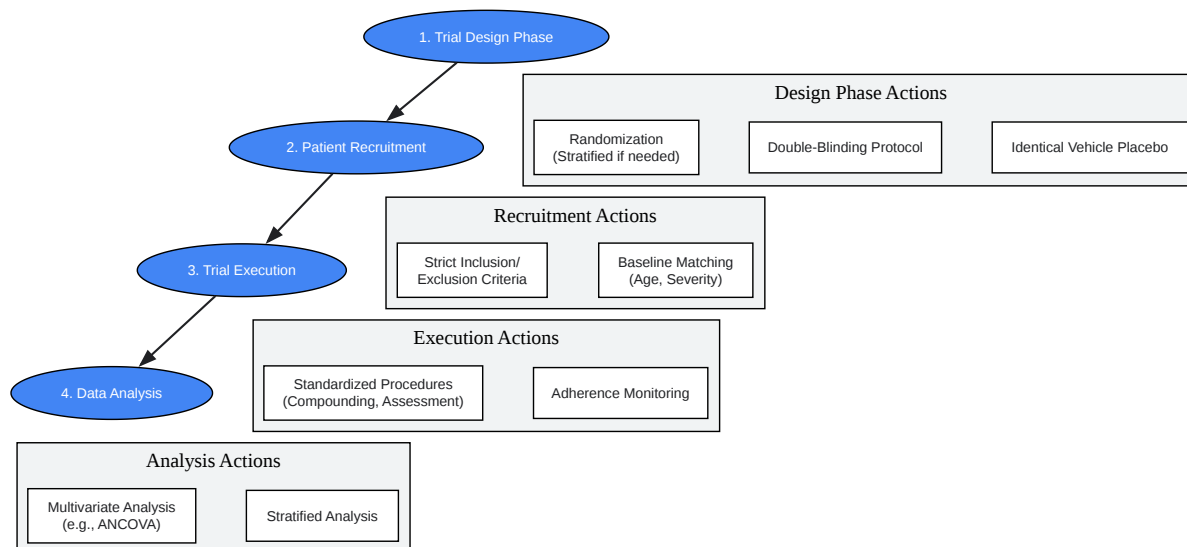 1. Trial Design Phase
Design Phase Actions
Randomization
(Stratified if needed)
Double-Blinding Protocol
Identical Vehicle Placebo
2. Patient Recruitment
Recruitment Actions
Strict Inclusion/
Exclusion Criteria
Baseline Matching
(Age, Severity)
3. Trial Execution
Execution Actions
Standardized Procedures
(Compounding, Assessment)
Adherence Monitoring
4. Data Analysis
Analysis Actions
Multivariate Analysis
(e.g., ANCOVA)
Stratified Analysis